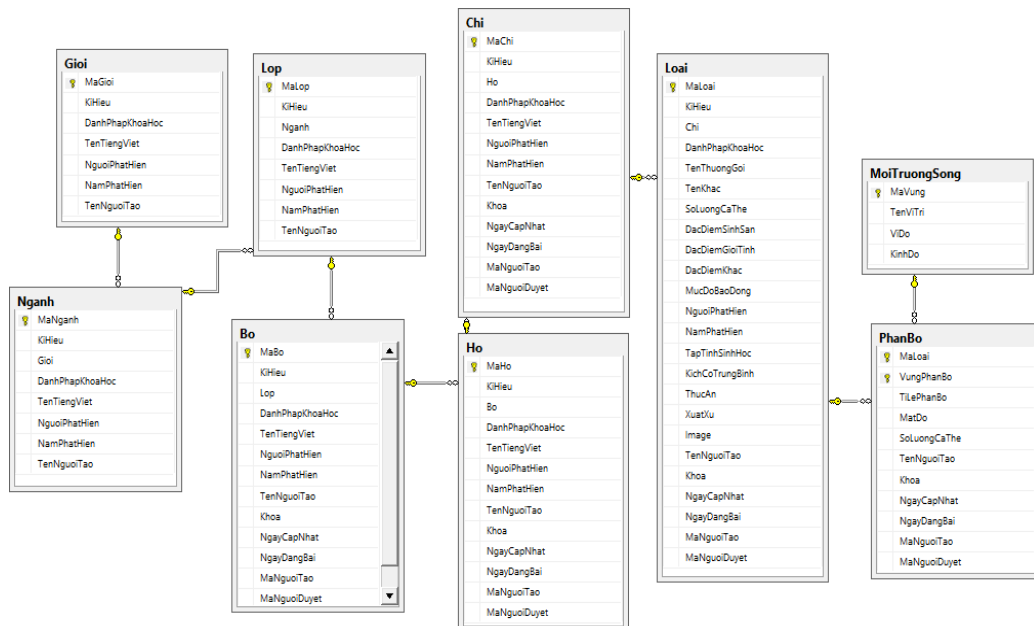 Gioi
MaGioi
KiHieu
DanhPhapKhoaHoc
TenTiengViet
NguoiPhatHien
NamPhatHien
TenNguoiTao
Lop
MaLop
KiHieu
Nganh
DanhPhapKhoaHoc
TenTiengViet
NguoiPhatHien
NamPhatHien
TenNguoiTao
Chi
MaChi
KiHieu
Ho
DanhPhapKhoaHoc
TenTiengViet
NguoiPhatHien
NamPhatHien
TenNguoiTao
Khoa
NgayCapNhat
NgayDangBai
MaNguoiTao
MaNguoiDuyet
Loai
MaLoai
KiHieu
Chi
DanhPhapKhoaHoc
TenThuongGoi
TenKhac
SoLuongCaThe
DacDiemSinhSan
DacDiemGioiTinh
DacDiemKhac
MucDoBaoDong
NguoiPhatHien
NamPhatHien
TapTinhSinhHoc
KichCoTrungBinh
ThucAn
XuatXu
Image
TenNguoiTao
Khoa
NgayCapNhat
NgayDangBai
MaNguoiTao
MaNguoiDuyet
MoiTruongSong
MaVung
TenViTri
ViDo
KinhDo
Nganh
MaNganh
KiHieu
Gioi
DanhPhapKhoaHoc
TenTiengViet
NguoiPhatHien
NamPhatHien
TenNguoiTao
Bo
MaBo
KiHieu
Lop
DanhPhapKhoaHoc
TenTiengViet
NguoiPhatHien
NamPhatHien
TenNguoiTao
Khoa
NgayCapNhat
NgayDangBai
MaNguoiTao
MaNguoiDuyet
Ho
MaHo
KiHieu
Bo
DanhPhapKhoaHoc
TenTiengViet
NguoiPhatHien
NamPhatHien
TenNguoiTao
Khoa
NgayCapNhat
NgayDangBai
MaNguoiTao
MaNguoiDuyet
PhanBo
MaLoai
VungPhanBo
TiLePhanBo
MatDo
SoLuongCaThe
TenNguoiTao
Khoa
NgayCapNhat
NgayDangBai
MaNguoiTao
MaNguoiDuyet